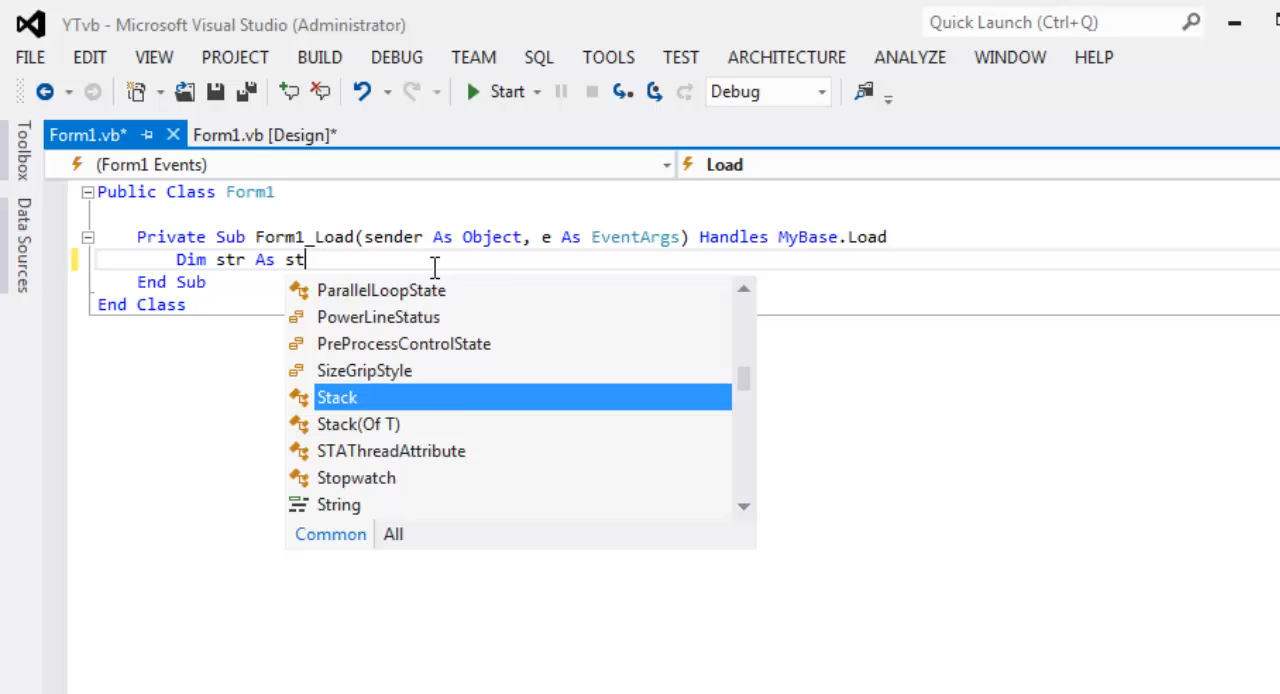 YTvb - Microsoft Visual Studio (Administrator) Quick Launch (Ctrl+Q)
FILE EDIT VIEW PROJECT BUILD DEBUG TEAM SQL TOOLS TEST ARCHITECTURE ANALYZE WINDOW HELP
Start Debug
Toolbox
Data Sources
Form1.vb* Form1.vb [Design]*
(Form1 Events) Load
Public Class Form1
Private Sub Form1_Load(sender As Object, e As EventArgs) Handles MyBase.Load
Dim str As st
End Sub
End Class
ParallelLoopState
PowerLineStatus
PreProcessControlState
SizeGripStyle
Stack
Stack(Of T)
STAThreadAttribute
Stopwatch
String
Common All